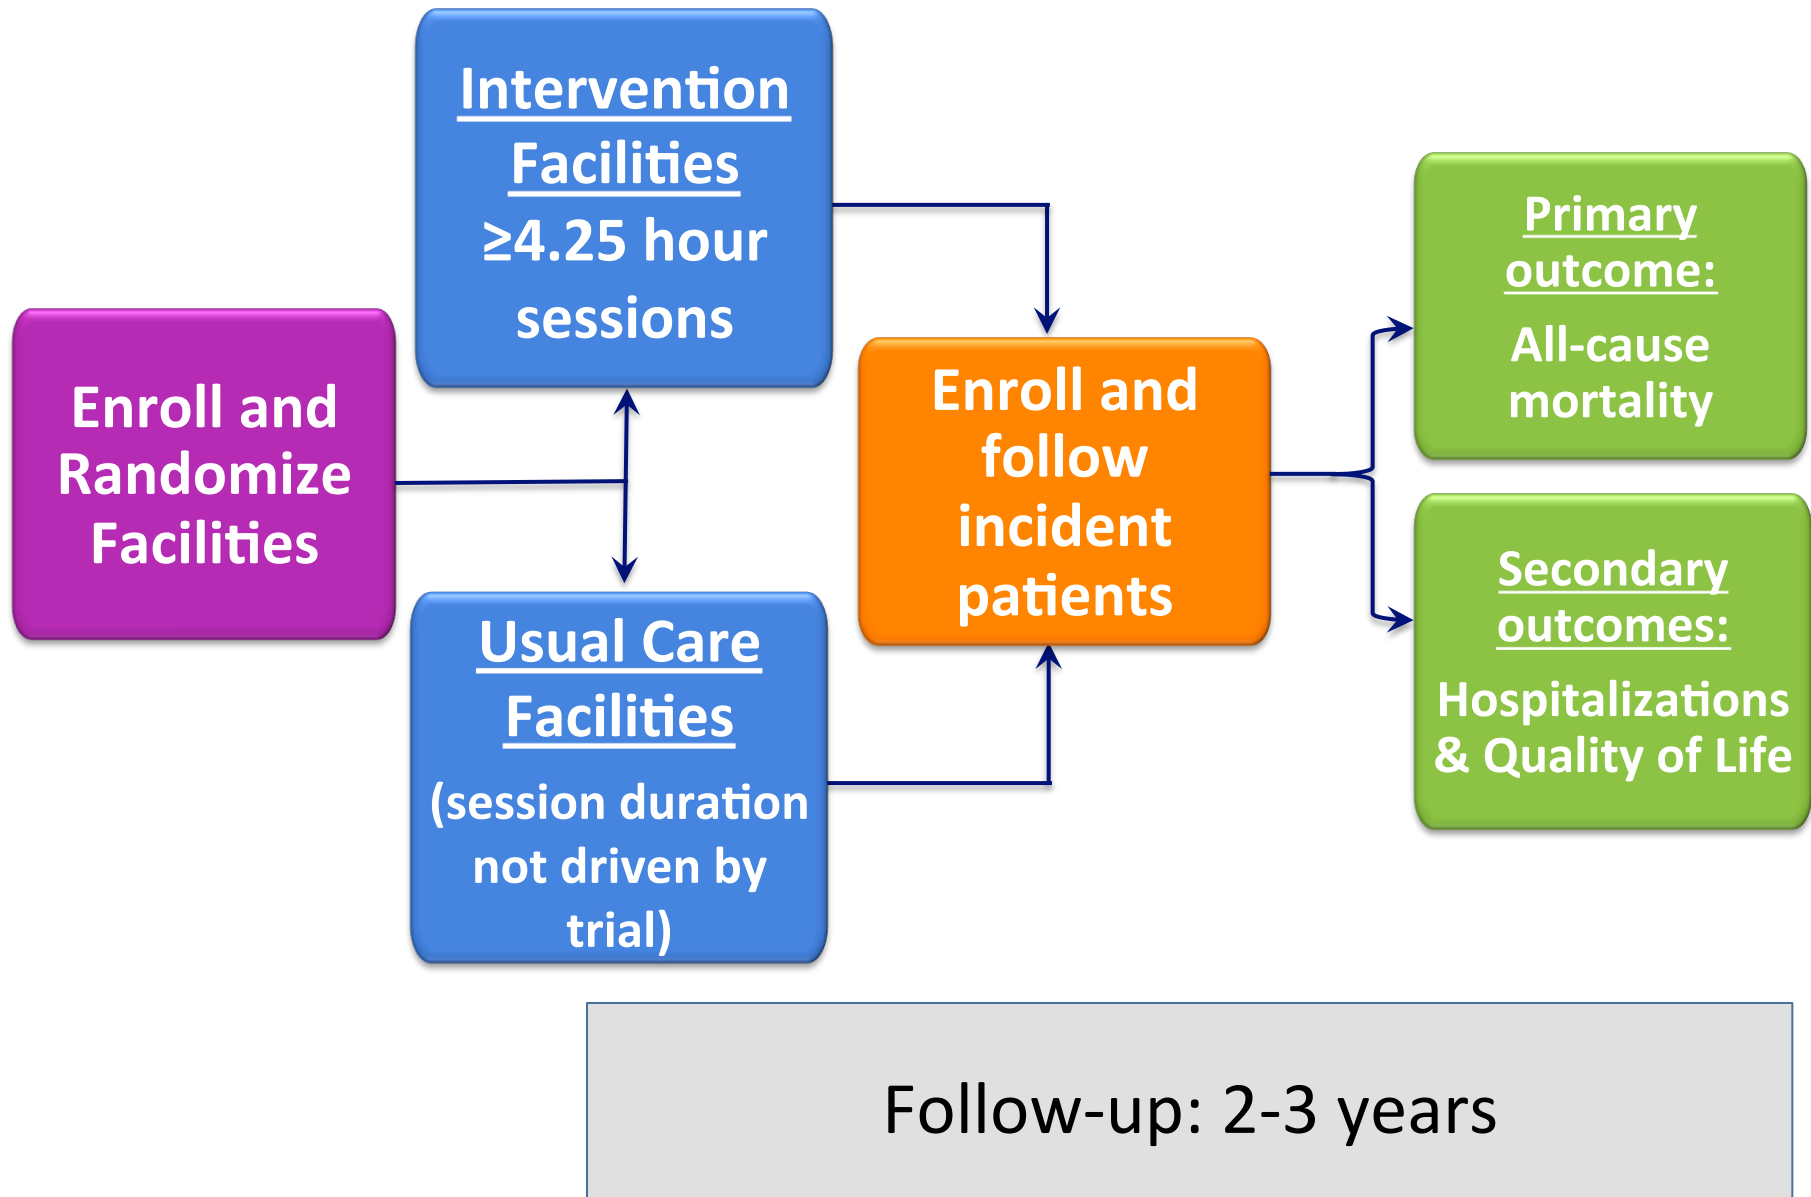 Enroll and
Randomize
Facilities
Intervention
Facilities
≥4.25 hour
sessions
Usual Care
Facilities
(session duration
not driven by
trial)
Enroll and
follow
incident
patients
Primary
outcome:
All-cause
mortality
Secondary
outcomes:
Hospitalizations
& Quality of Life
Follow-up: 2-3 years